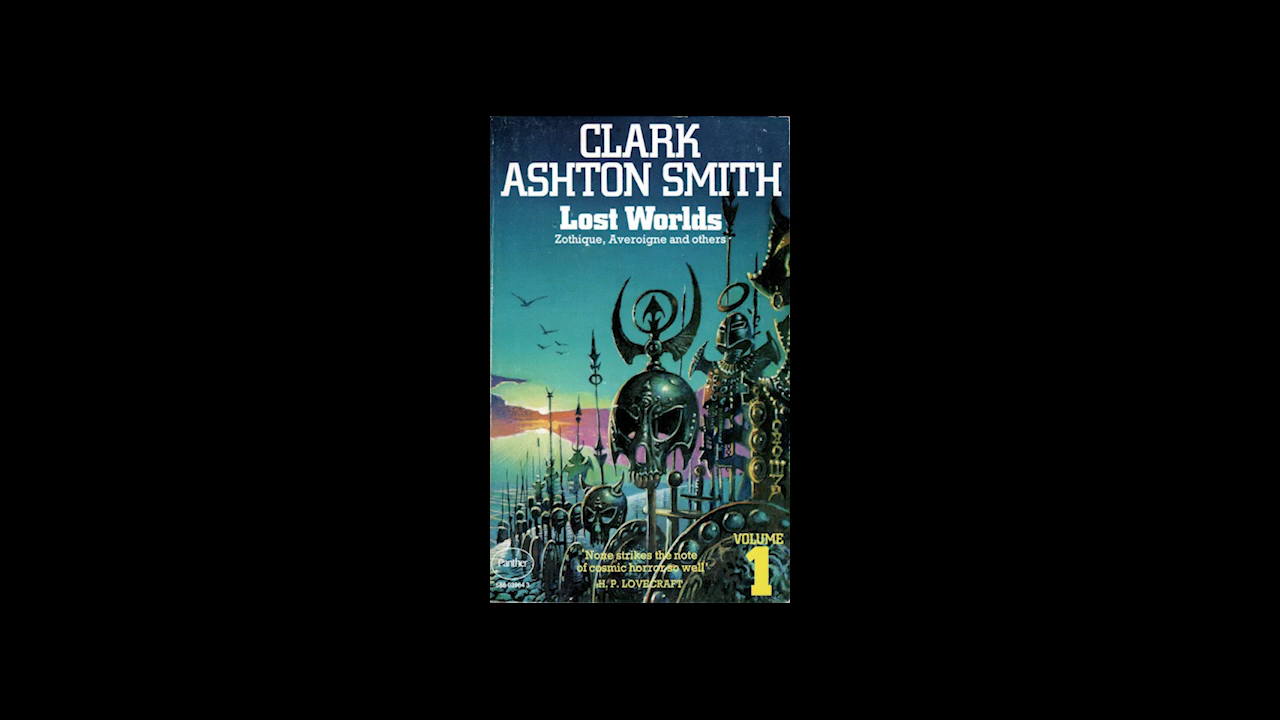 CLARK
ASHTON SMITH
Lost Worlds
Zothique, Averoigne and others
'None strikes the note
of cosmic horror so well'
H. P. LOVECRAFT
VOLUME
1
Panther